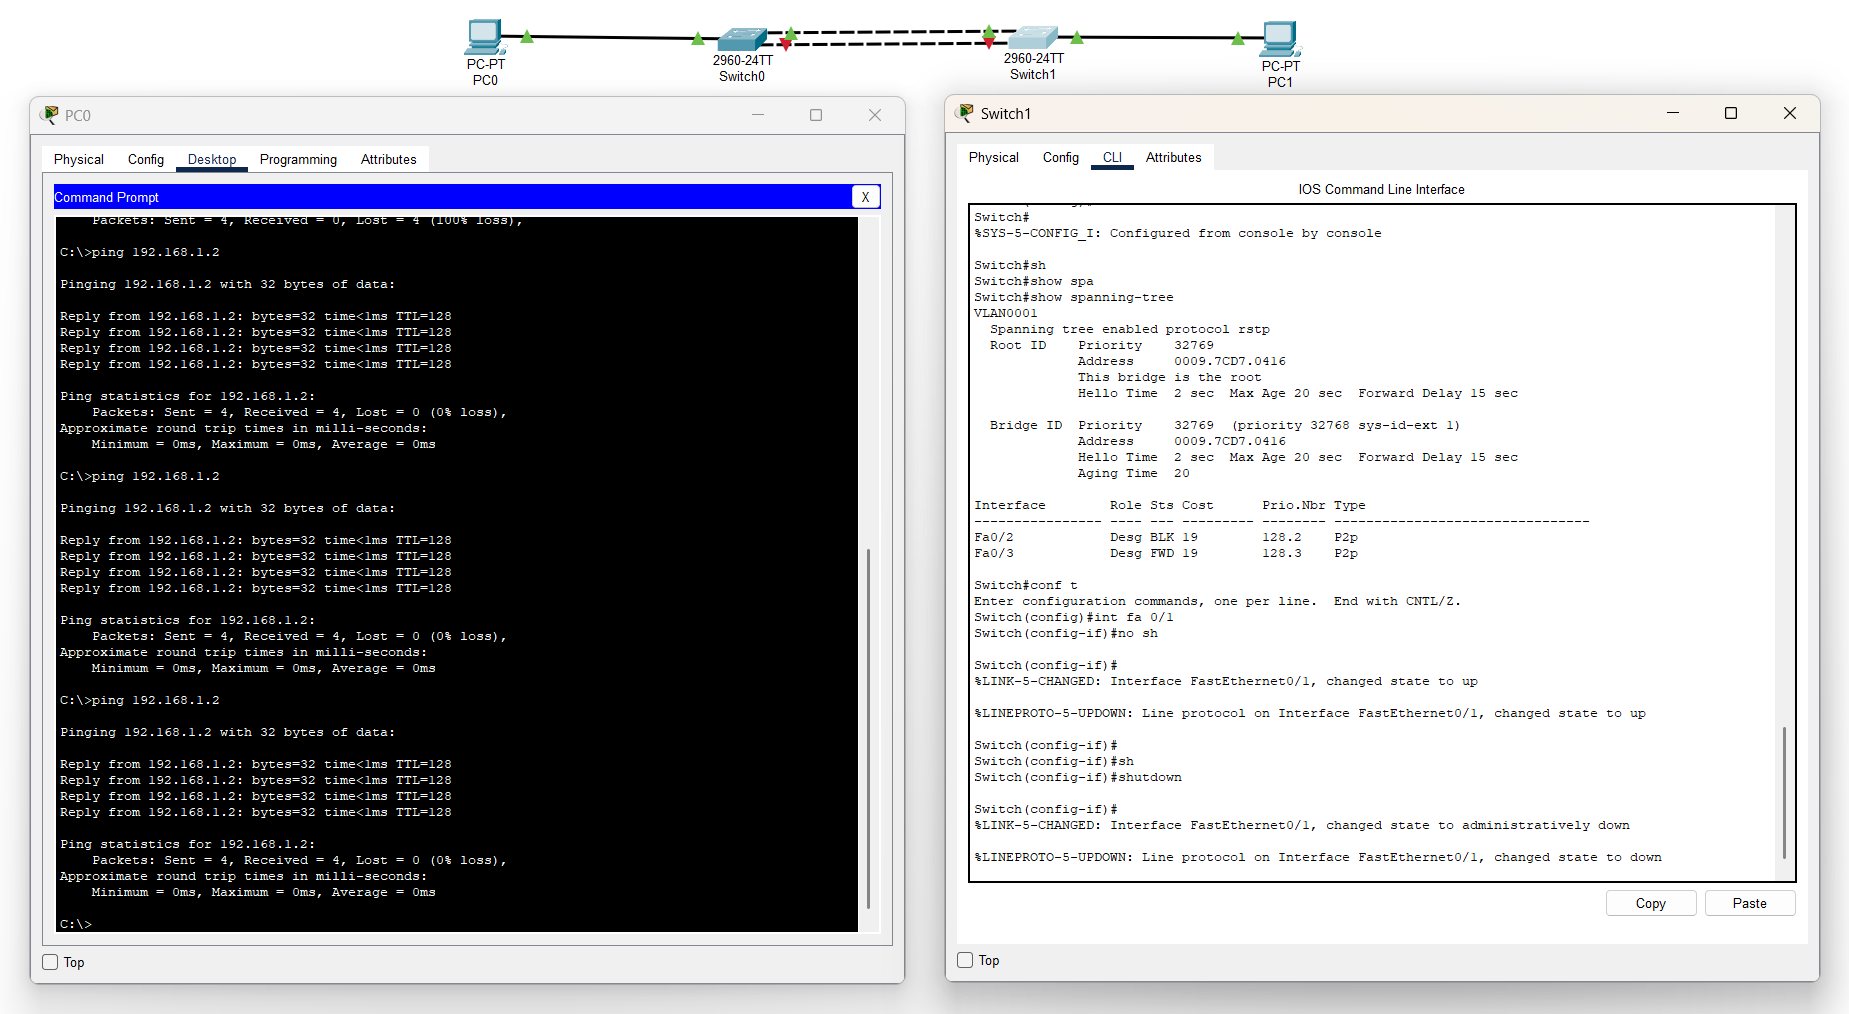 PC-PT
PC0
2960-24TT
Switch0
2960-24TT
Switch1
PC-PT
PC1
PC0
Physical Config Desktop Programming Attributes
Command Prompt X
Packets: Sent = 4, Received = 0, Lost = 4 (100% loss),
C:\>ping 192.168.1.2
Pinging 192.168.1.2 with 32 bytes of data:
Reply from 192.168.1.2: bytes=32 time<1ms TTL=128
Reply from 192.168.1.2: bytes=32 time<1ms TTL=128
Reply from 192.168.1.2: bytes=32 time<1ms TTL=128
Reply from 192.168.1.2: bytes=32 time<1ms TTL=128
Ping statistics for 192.168.1.2:
Packets: Sent = 4, Received = 4, Lost = 0 (0% loss),
Approximate round trip times in milli-seconds:
Minimum = 0ms, Maximum = 0ms, Average = 0ms
C:\>ping 192.168.1.2
Pinging 192.168.1.2 with 32 bytes of data:
Reply from 192.168.1.2: bytes=32 time<1ms TTL=128
Reply from 192.168.1.2: bytes=32 time<1ms TTL=128
Reply from 192.168.1.2: bytes=32 time<1ms TTL=128
Reply from 192.168.1.2: bytes=32 time<1ms TTL=128
Ping statistics for 192.168.1.2:
Packets: Sent = 4, Received = 4, Lost = 0 (0% loss),
Approximate round trip times in milli-seconds:
Minimum = 0ms, Maximum = 0ms, Average = 0ms
C:\>ping 192.168.1.2
Pinging 192.168.1.2 with 32 bytes of data:
Reply from 192.168.1.2: bytes=32 time<1ms TTL=128
Reply from 192.168.1.2: bytes=32 time<1ms TTL=128
Reply from 192.168.1.2: bytes=32 time<1ms TTL=128
Reply from 192.168.1.2: bytes=32 time<1ms TTL=128
Ping statistics for 192.168.1.2:
Packets: Sent = 4, Received = 4, Lost = 0 (0% loss),
Approximate round trip times in milli-seconds:
Minimum = 0ms, Maximum = 0ms, Average = 0ms
C:\>
Top
Switch1
Physical Config CLI Attributes
IOS Command Line Interface
Switch#
%SYS-5-CONFIG_I: Configured from console by console
Switch#sh
Switch#show spa
Switch#show spanning-tree
VLAN0001
Spanning tree enabled protocol rstp
Root ID Priority 32769
Address 0009.7CD7.0416
This bridge is the root
Hello Time 2 sec Max Age 20 sec Forward Delay 15 sec
Bridge ID Priority 32769 (priority 32768 sys-id-ext 1)
Address 0009.7CD7.0416
Hello Time 2 sec Max Age 20 sec Forward Delay 15 sec
Aging Time 20
Interface Role Sts Cost Prio.Nbr Type
---------------- ---- --- --------- -------- --------------------------------
Fa0/2 Desg BLK 19 128.2 P2p
Fa0/3 Desg FWD 19 128.3 P2p
Switch#conf t
Enter configuration commands, one per line. End with CNTL/Z.
Switch(config)#int fa 0/1
Switch(config-if)#no sh
Switch(config-if)#
%LINK-5-CHANGED: Interface FastEthernet0/1, changed state to up
%LINEPROTO-5-UPDOWN: Line protocol on Interface FastEthernet0/1, changed state to up
Switch(config-if)#
Switch(config-if)#sh
Switch(config-if)#shutdown
Switch(config-if)#
%LINK-5-CHANGED: Interface FastEthernet0/1, changed state to administratively down
%LINEPROTO-5-UPDOWN: Line protocol on Interface FastEthernet0/1, changed state to down
Copy Paste
Top